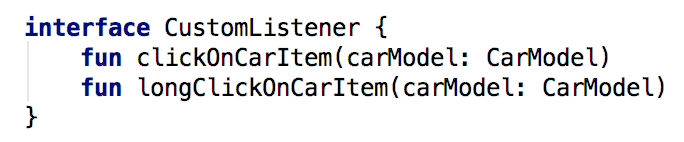 interface CustomListener {
    fun clickOnCarItem(carModel: CarModel)
    fun longClickOnCarItem(carModel: CarModel)
}